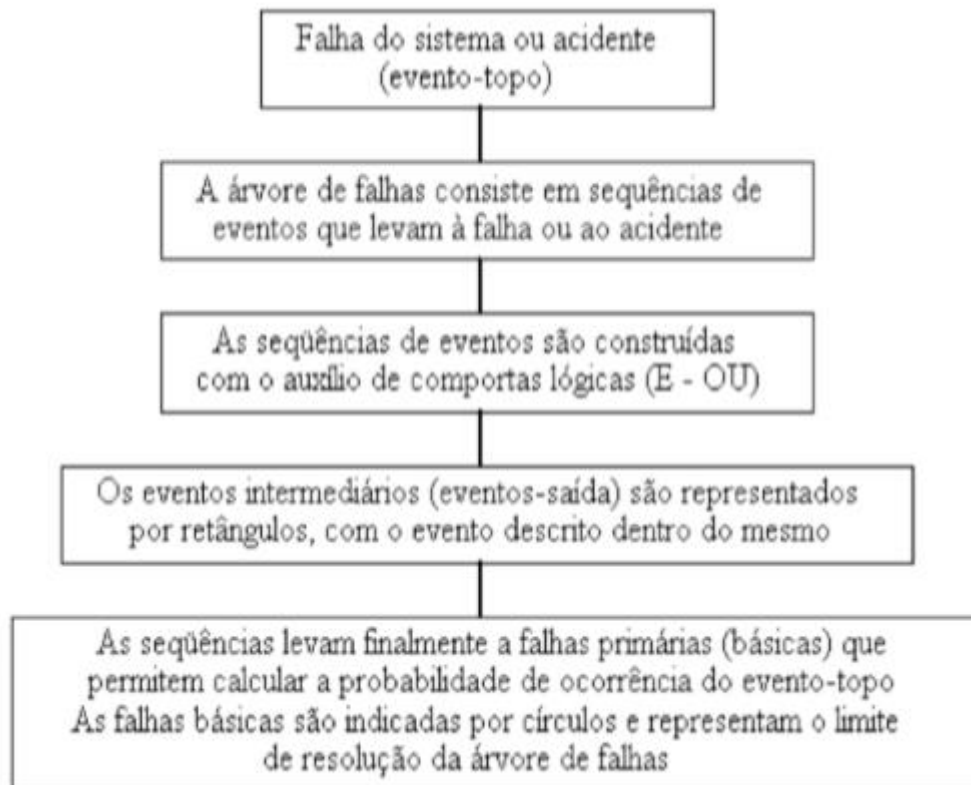 Falha do sistema ou acidente
(evento-topo)
A árvore de falhas consiste em sequências de
eventos que levam à falha ou ao acidente
As seqüências de eventos são construídas
com o auxílio de comportas lógicas (E - OU)
Os eventos intermediários (eventos-saída) são representados
por retângulos, com o evento descrito dentro do mesmo
As seqüências levam finalmente a falhas primárias (básicas) que
permitem calcular a probabilidade de ocorrência do evento-topo
As falhas básicas são indicadas por círculos e representam o limite
de resolução da árvore de falhas